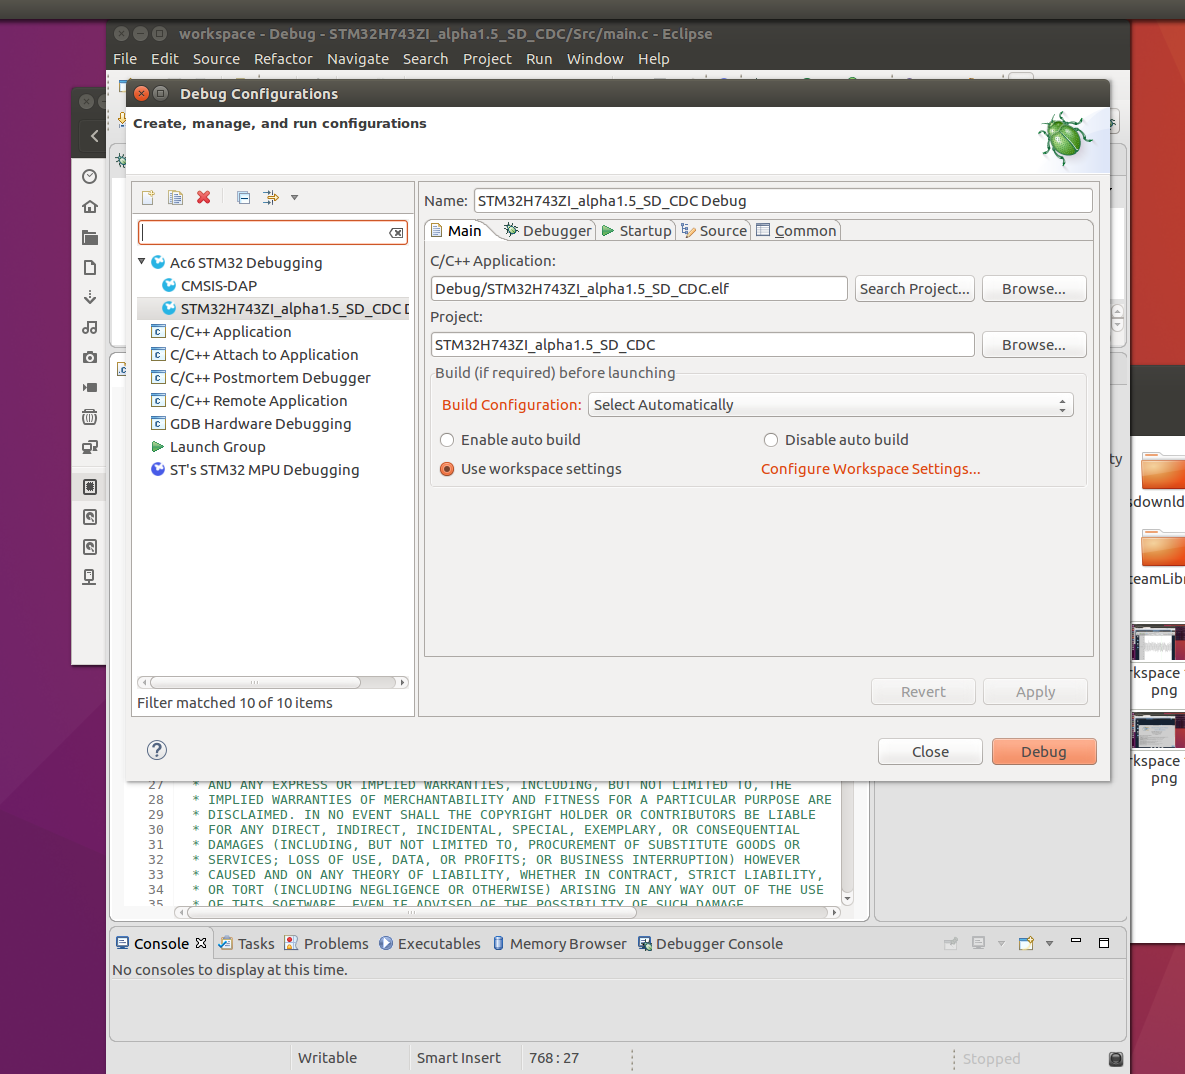 workspace - Debug - STM32H743ZI_alpha1.5_SD_CDC/Src/main.c - Eclipse
File Edit Source Refactor Navigate Search Project Run Window Help
Debug Configurations
Create, manage, and run configurations
Name: STM32H743ZI_alpha1.5_SD_CDC Debug
Main Debugger Startup Source Common
C/C++ Application:
Debug/STM32H743ZI_alpha1.5_SD_CDC.elf Search Project... Browse...
Project:
STM32H743ZI_alpha1.5_SD_CDC Browse...
Build (if required) before launching
Build Configuration: Select Automatically
Enable auto build Disable auto build
Use workspace settings Configure Workspace Settings...
Ac6 STM32 Debugging
CMSIS-DAP
STM32H743ZI_alpha1.5_SD_CDC D
C/C++ Application
C/C++ Attach to Application
C/C++ Postmortem Debugger
C/C++ Remote Application
GDB Hardware Debugging
Launch Group
ST's STM32 MPU Debugging
Filter matched 10 of 10 items
Revert Apply
Close Debug
ty
sdownld
teamLibr
rkspace
png
rkspace
png
27 * AND ANY EXPRESS OR IMPLIED WARRANTIES, INCLUDING, BUT NOT LIMITED TO, THE
28 * IMPLIED WARRANTIES OF MERCHANTABILITY AND FITNESS FOR A PARTICULAR PURPOSE ARE
29 * DISCLAIMED. IN NO EVENT SHALL THE COPYRIGHT HOLDER OR CONTRIBUTORS BE LIABLE
30 * FOR ANY DIRECT, INDIRECT, INCIDENTAL, SPECIAL, EXEMPLARY, OR CONSEQUENTIAL
31 * DAMAGES (INCLUDING, BUT NOT LIMITED TO, PROCUREMENT OF SUBSTITUTE GOODS OR
32 * SERVICES; LOSS OF USE, DATA, OR PROFITS; OR BUSINESS INTERRUPTION) HOWEVER
33 * CAUSED AND ON ANY THEORY OF LIABILITY, WHETHER IN CONTRACT, STRICT LIABILITY,
34 * OR TORT (INCLUDING NEGLIGENCE OR OTHERWISE) ARISING IN ANY WAY OUT OF THE USE
35 * OF THIS SOFTWARE, EVEN IF ADVISED OF THE POSSIBILITY OF SUCH DAMAGE
Console Tasks Problems Executables Memory Browser Debugger Console
No consoles to display at this time.
Writable Smart Insert 768 : 27 Stopped